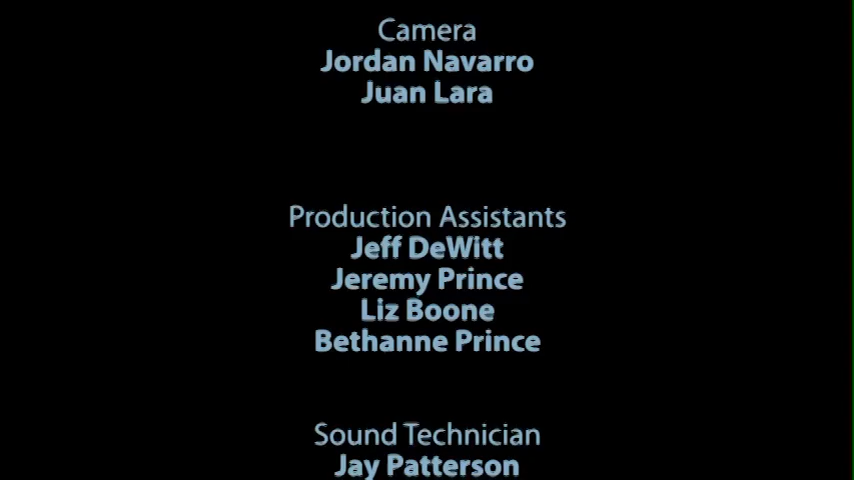 Camera
Jordan Navarro
Juan Lara
Production Assistants
Jeff DeWitt
Jeremy Prince
Liz Boone
Bethanne Prince
Sound Technician
Jay Patterson